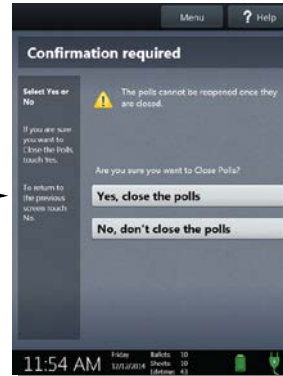 Menu
? Help
Confirmation required
Select Yes or
No
If you are sure
you want to
Close the Polls,
touch Yes.
To return to
the previous
screen touch
No.
The polls cannot be reopened once they
are closed.
Are you sure you want to Close Polls?
Yes, close the polls
No, don't close the polls
11:54 AM
Friday
12/12/2014
Ballots: 10
Sheets: 10
Lifetime: 43